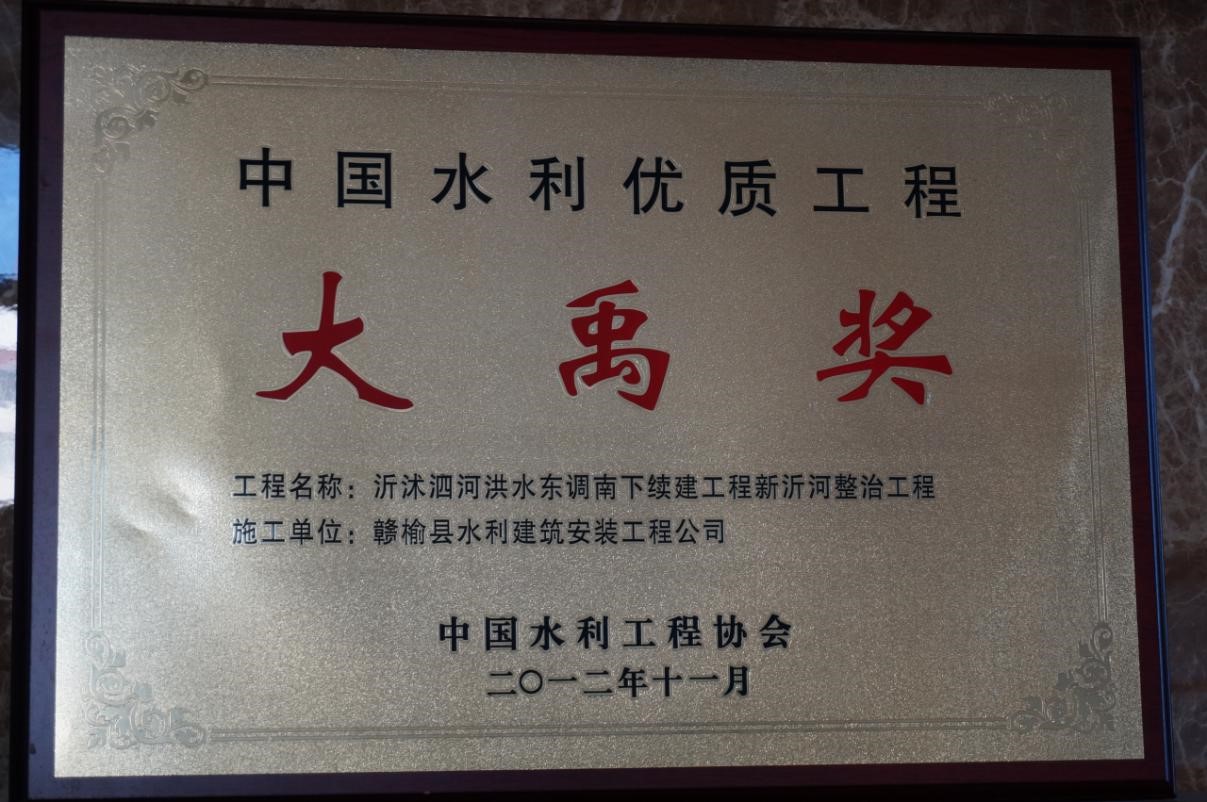 中国水利优质工程
大禹奖
工程名称：沂沭泗河洪水东调南下续建工程新沂河整治工程
施工单位：赣榆县水利建筑安装工程公司
中国水利工程协会
二〇一二年十一月